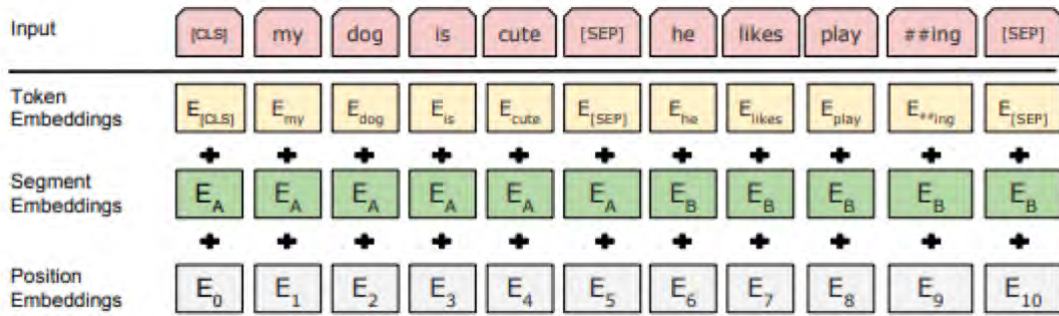 Input [CLS] my dog is cute [SEP] he likes play ##ing [SEP]
Token
Embeddings E[CLS] Emy Edog Eis Ecute E[SEP] Ehe Elikes Eplay E##ing E[SEP]
+ + + + + + + + + + +
Segment
Embeddings EA EA EA EA EA EA EB EB EB EB EB
+ + + + + + + + + + +
Position
Embeddings E0 E1 E2 E3 E4 E5 E6 E7 E8 E9 E10